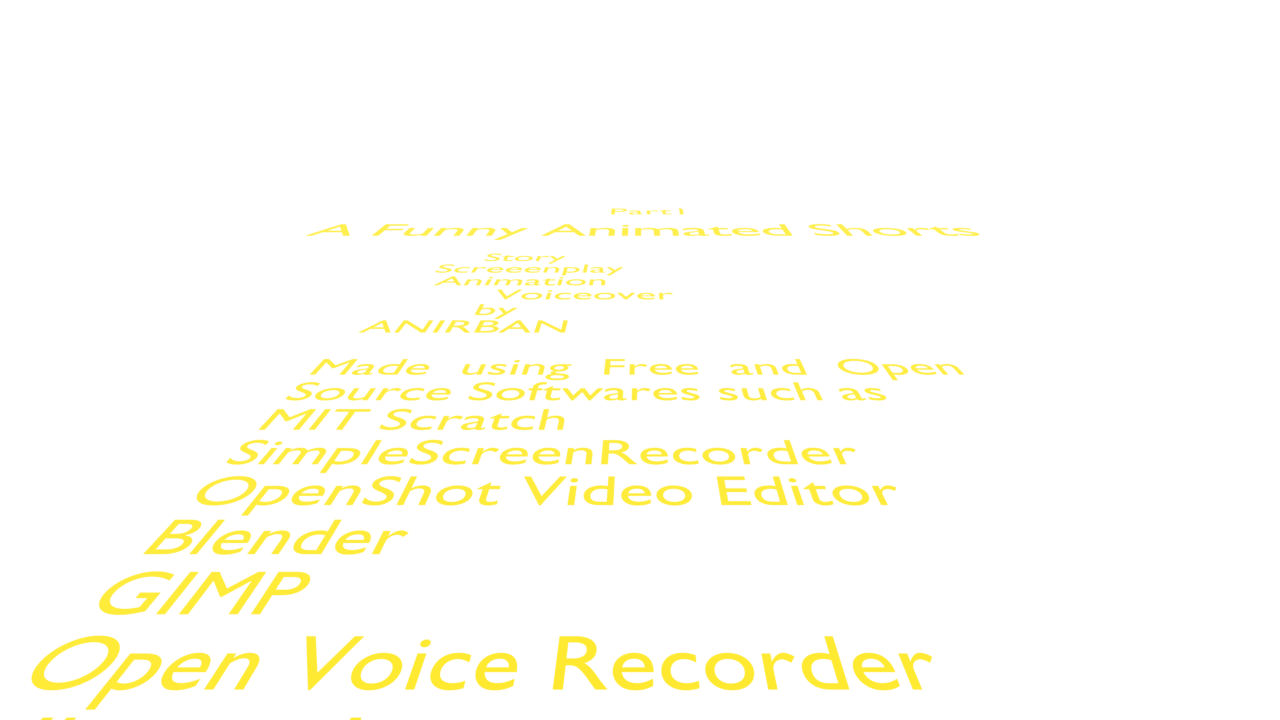 Part1
A Funny Animated Shorts
Story
Screeenplay
Animation
Voiceover
by
ANIRBAN
Made using Free and Open
Source Softwares such as
MIT Scratch
SimpleScreenRecorder
OpenShot Video Editor
Blender
GIMP
Open Voice Recorder